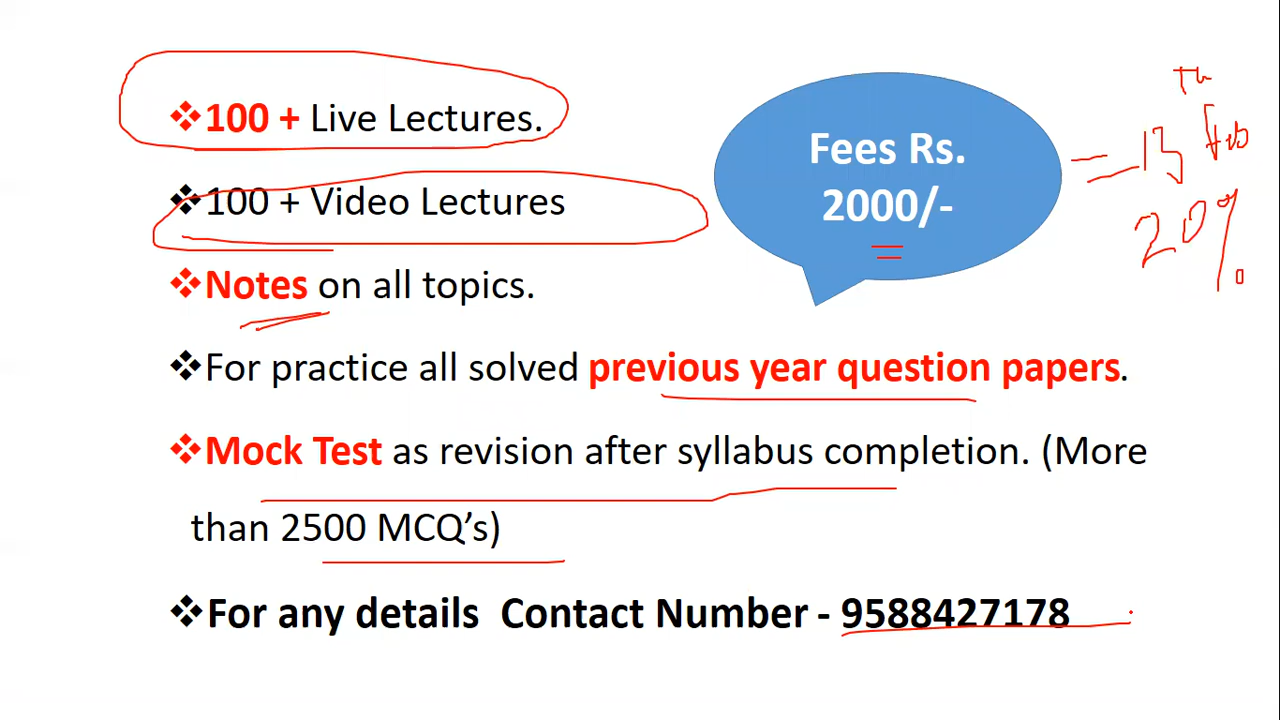 ❖100 + Live Lectures.
❖100 + Video Lectures
❖Notes on all topics.
❖For practice all solved previous year question papers.
❖Mock Test as revision after syllabus completion. (More
than 2500 MCQ’s)
❖For any details Contact Number - 9588427178
Fees Rs.
2000/-
= 13th Feb
20%